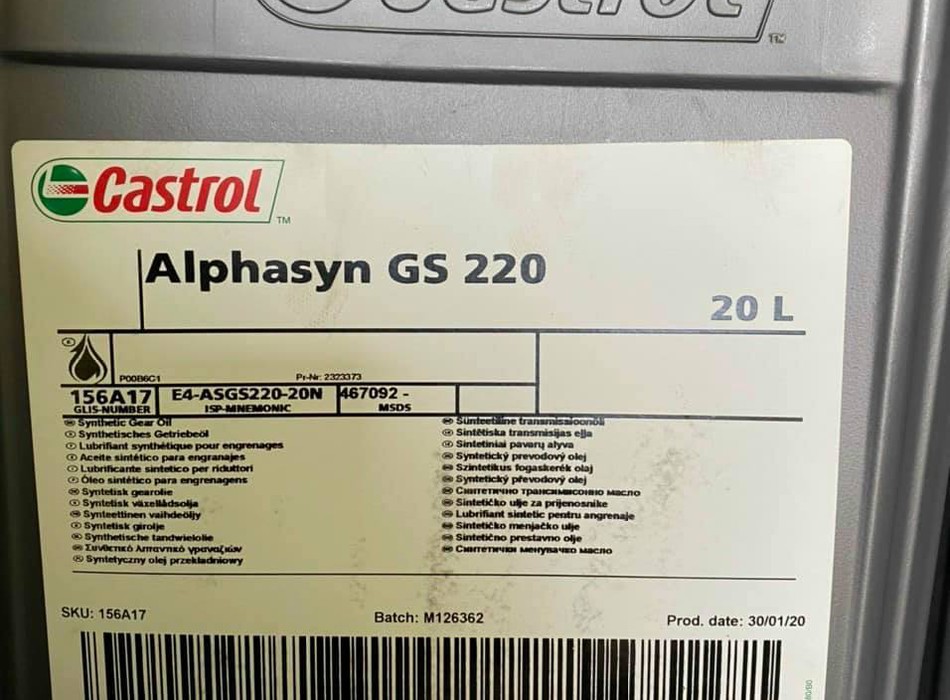 Castrol
TM
Castrol
TM
Alphasyn GS 220
20 L
P00B6C1
Pr-Nr: 2323373
156A17 E4-ASGS220-20N 467092 -
GLIS-NUMBER ISP-MNEMONIC MSDS
Synthetic Gear Oil
Synthetisches Getriebeöl
Lubrifiant synthétique pour engrenages
Aceite sintético para engranajes
Lubrificante sintetico per riduttori
Óleo sintético para engrenagens
Syntetisk gearolie
Syntetisk växellådsolja
Synteettinen vaihdeöljy
Syntetisk girolje
Synthetische tandwielolie
Συνθετικό λιπαντικό γραναζιών
Syntetyczny olej przekładniowy
Sünteetiline transmissiooniõli
Sintētiska transmisijas eļļa
Sintetiniai pavarų alyva
Syntetický prevodový olej
Szintetikus fogaskerék olaj
Syntetický převodový olej
Синтетично трансмисионно масло
Sintetičko ulje za prijenosnike
Lubrifiant sintetic pentru angrenaje
Sintetičko menjačko ulje
Sintetično prestavno olje
Синтетички менувачко масло
SKU: 156A17
Batch: M126362
Prod. date: 30/01/20